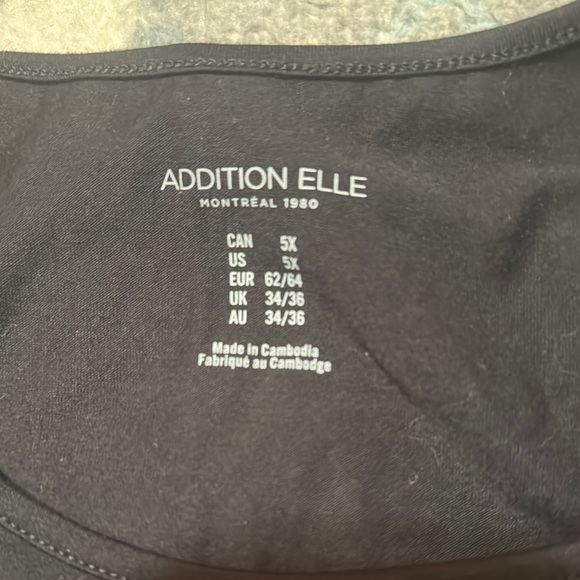 ADDITION ELLE
MONTRÉAL 1980
CAN 5X
US 5X
EUR 62/64
UK 34/36
AU 34/36
Made in Cambodia
Fabriqué au Cambodge